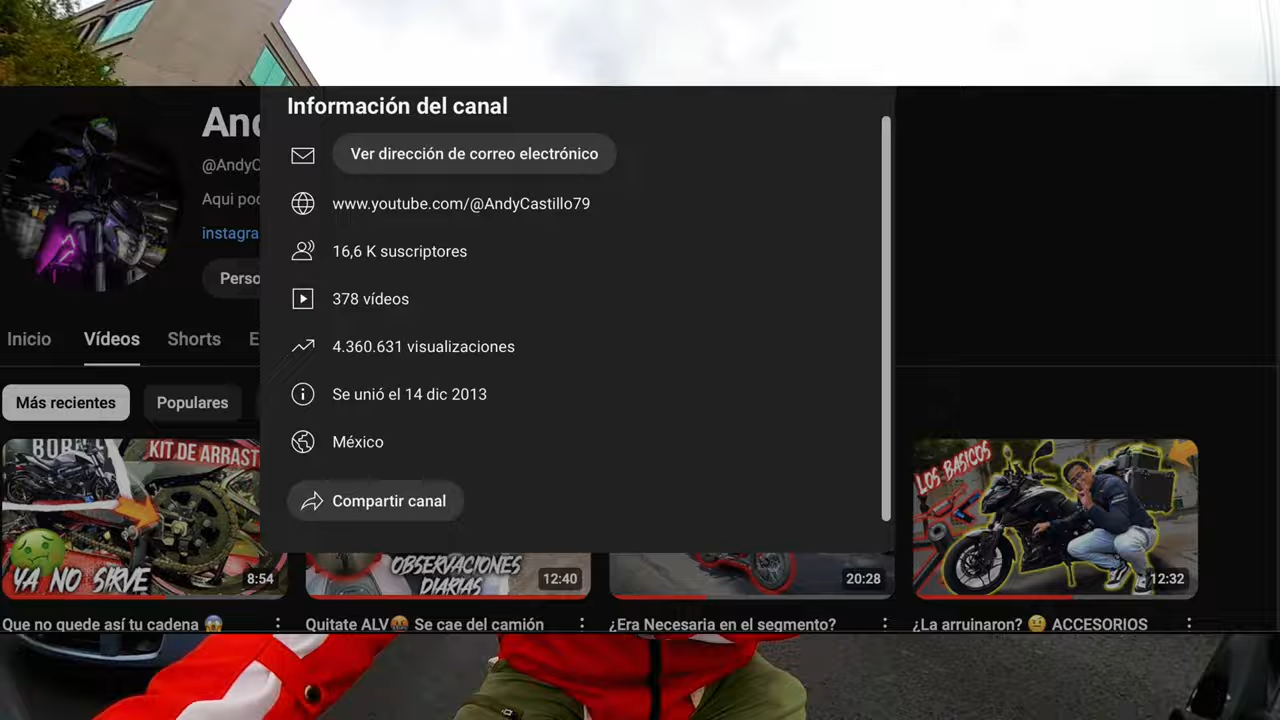 Información del canal
And
@AndyC
Aqui poc
instagra
Perso
Ver dirección de correo electrónico
www.youtube.com/@AndyCastillo79
16,6 K suscriptores
378 vídeos
4.360.631 visualizaciones
Se unió el 14 dic 2013
México
Compartir canal
Inicio Vídeos Shorts E
Más recientes Populares
KIT DE ARRAST
YA NO SIRVE
8:54
OBSERVACIONES
DIARIAS
12:40
20:28
LOS BASICOS
12:32
Que no quede así tu cadena 😱
Quitate ALV🤬 Se cae del camión
¿Era Necesaria en el segmento?
¿La arruinaron? 😐 ACCESORIOS